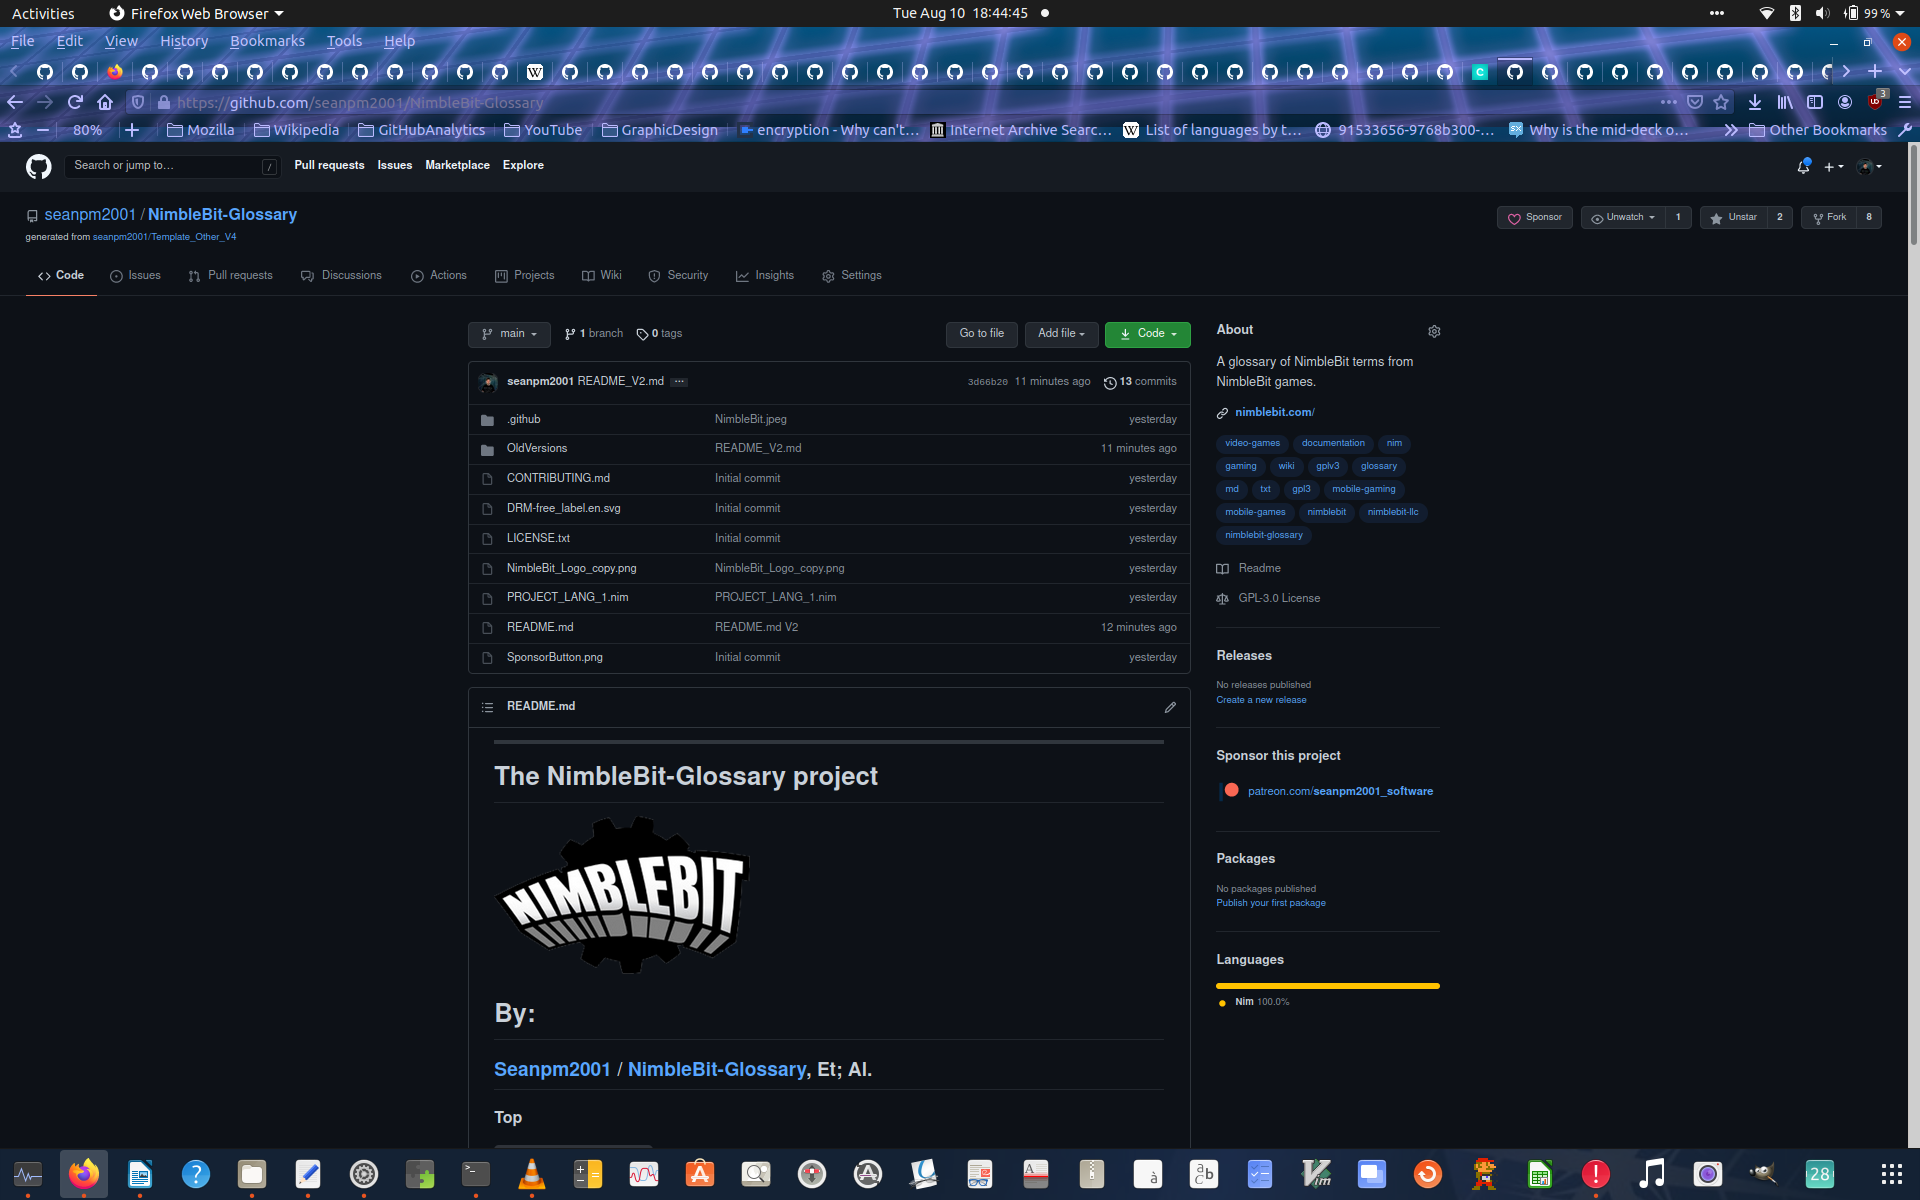 Activities
Firefox Web Browser
Tue Aug 10 18:44:45
99 %
File Edit View History Bookmarks Tools Help
https://github.com/seanpm2001/NimbleBit-Glossary
3
80%
Mozilla
Wikipedia
GitHubAnalytics
YouTube
GraphicDesign
encryption - Why can't…
Internet Archive Searc…
List of languages by t…
91533656-9768b300-…
Why is the mid-deck o…
Other Bookmarks
Search or jump to…
/
Pull requests Issues Marketplace Explore
seanpm2001 / NimbleBit-Glossary
generated from seanpm2001/Template_Other_V4
Sponsor
Unwatch 1
Unstar 2
Fork 8
Code Issues Pull requests Discussions Actions Projects Wiki Security Insights Settings
main
1 branch
0 tags
Go to file
Add file
Code
seanpm2001 README_V2.md
3d66b20 11 minutes ago
13 commits
.github NimbleBit.jpeg yesterday
OldVersions README_V2.md 11 minutes ago
CONTRIBUTING.md Initial commit yesterday
DRM-free_label.en.svg Initial commit yesterday
LICENSE.txt Initial commit yesterday
NimbleBit_Logo_copy.png NimbleBit_Logo_copy.png yesterday
PROJECT_LANG_1.nim PROJECT_LANG_1.nim yesterday
README.md README.md V2 12 minutes ago
SponsorButton.png Initial commit yesterday
README.md
The NimbleBit-Glossary project
NIMBLEBIT
By:
Seanpm2001 / NimbleBit-Glossary, Et; Al.
Top
About
A glossary of NimbleBit terms from
NimbleBit games.
nimblebit.com/
video-games documentation nim
gaming wiki gplv3 glossary
md txt gpl3 mobile-gaming
mobile-games nimblebit nimblebit-llc
nimblebit-glossary
Readme
GPL-3.0 License
Releases
No releases published
Create a new release
Sponsor this project
patreon.com/seanpm2001_software
Packages
No packages published
Publish your first package
Languages
Nim 100.0%
28